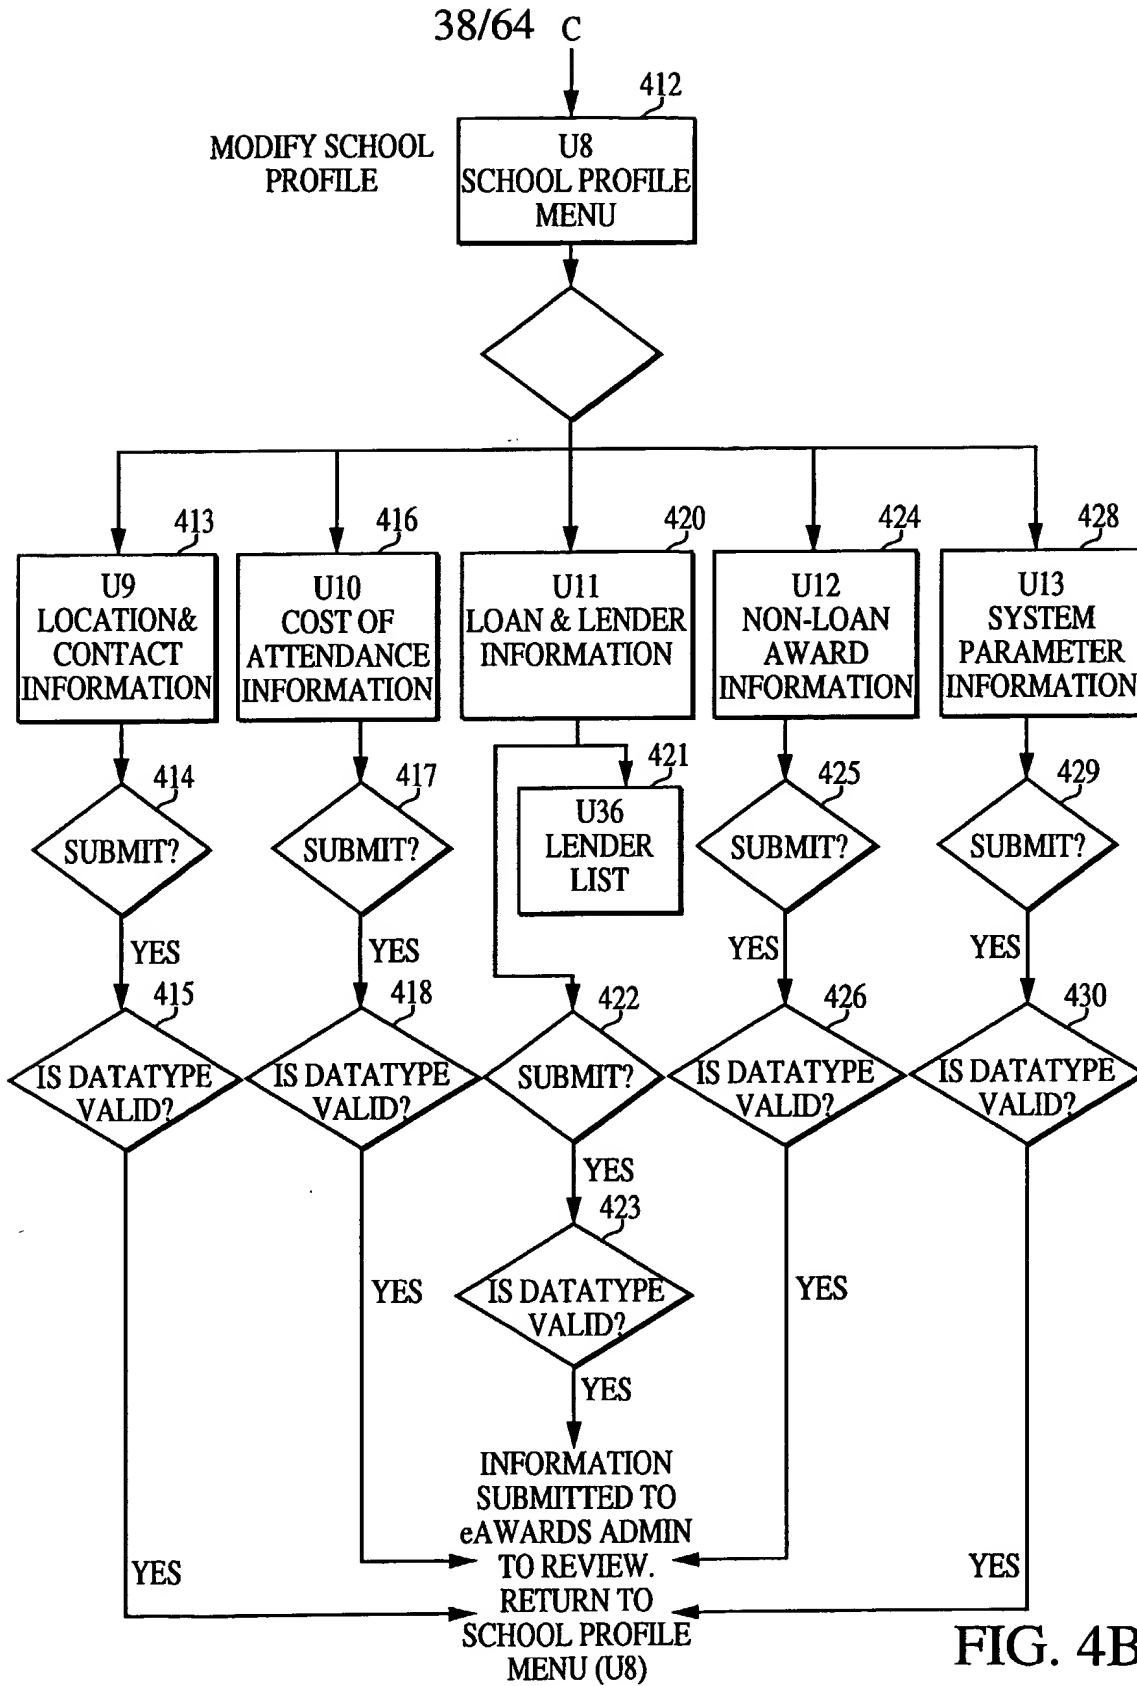 38/64 C
412
MODIFY SCHOOL
PROFILE
U8
SCHOOL PROFILE
MENU
413
416
420
424
428
U9
LOCATION&
CONTACT
INFORMATION
U10
COST OF
ATTENDANCE
INFORMATION
U11
LOAN & LENDER
INFORMATION
U12
NON-LOAN
AWARD
INFORMATION
U13
SYSTEM
PARAMETER
INFORMATION
414
417
421
425
429
SUBMIT?
SUBMIT?
U36
LENDER
LIST
SUBMIT?
SUBMIT?
YES
YES
YES
YES
415
418
422
426
430
IS DATATYPE
VALID?
IS DATATYPE
VALID?
SUBMIT?
IS DATATYPE
VALID?
IS DATATYPE
VALID?
YES
423
IS DATATYPE
VALID?
YES
YES
YES
INFORMATION
SUBMITTED TO
eAWARDS ADMIN
TO REVIEW.
RETURN TO
SCHOOL PROFILE
MENU (U8)
YES
YES
FIG. 4B